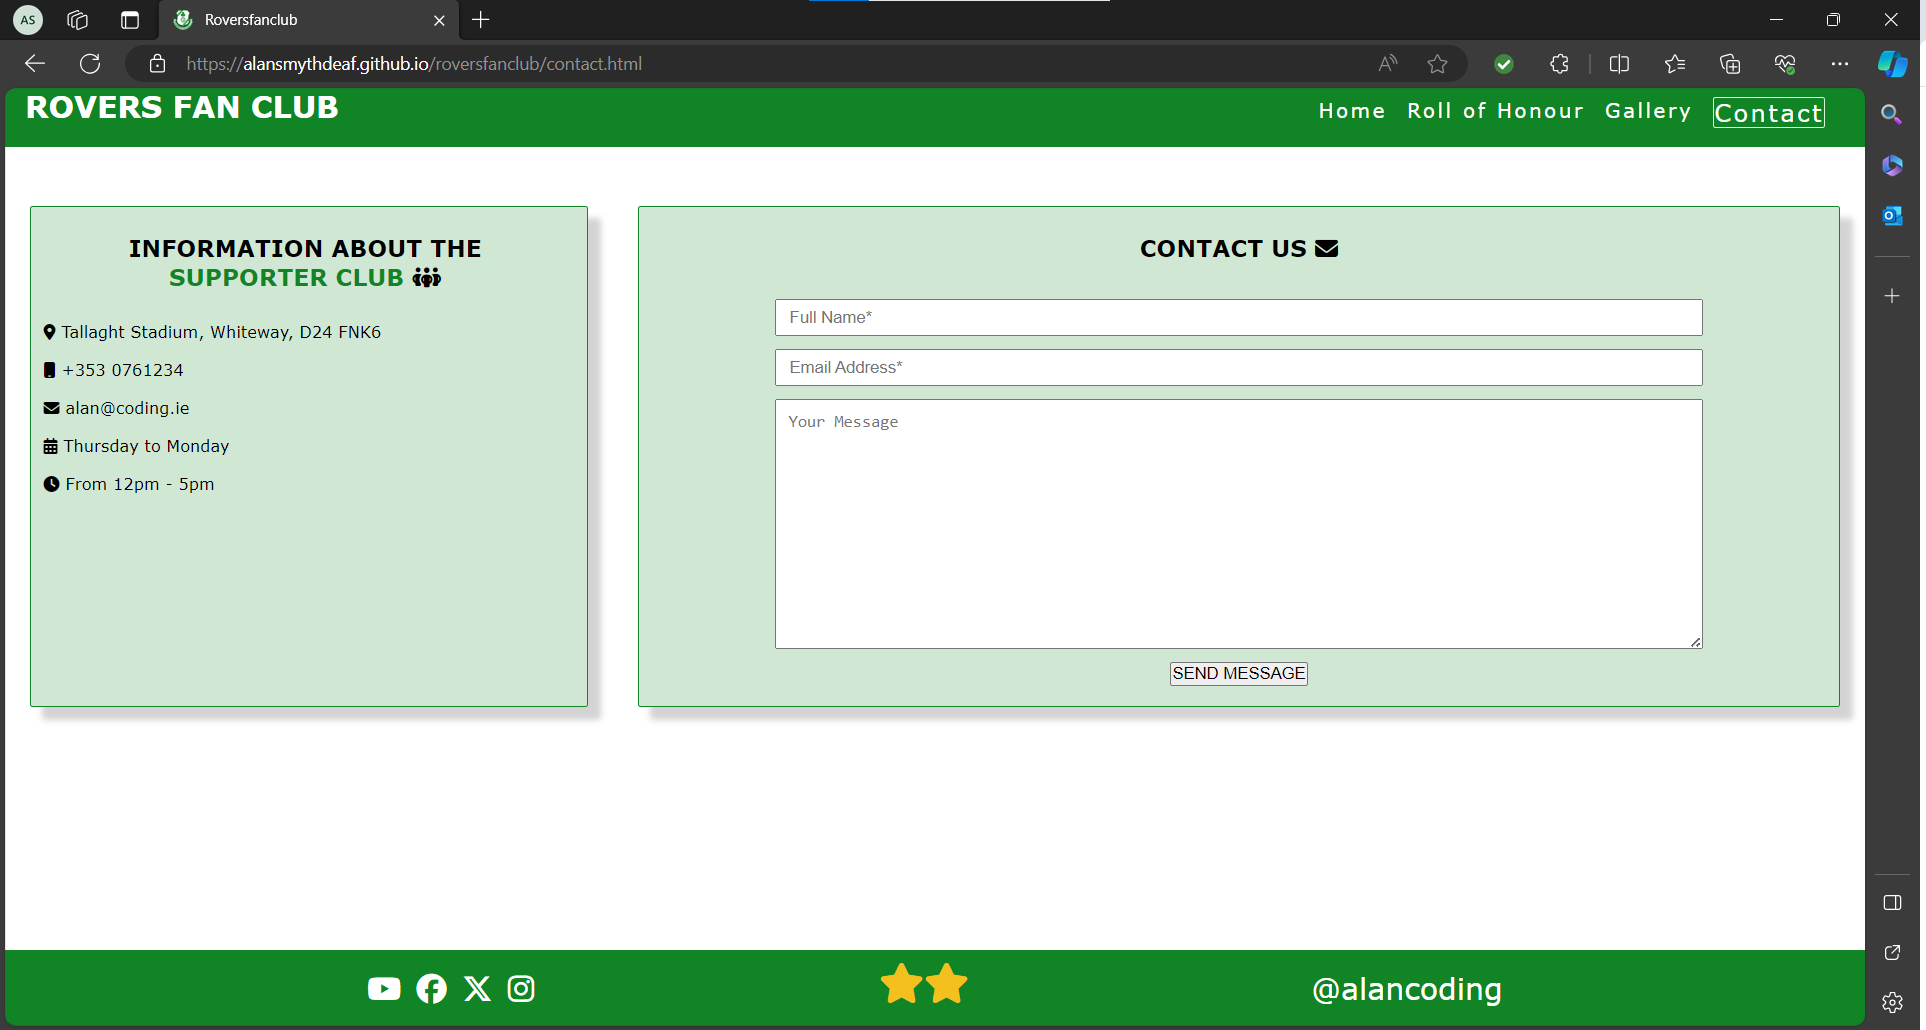 AS
Roversfanclub
https://alansmythdeaf.github.io/roversfanclub/contact.html
ROVERS FAN CLUB
Home Roll of Honour Gallery Contact
INFORMATION ABOUT THE
SUPPORTER CLUB
Tallaght Stadium, Whiteway, D24 FNK6
+353 0761234
alan@coding.ie
Thursday to Monday
From 12pm - 5pm
CONTACT US
Full Name*
Email Address*
Your Message
SEND MESSAGE
@alancoding